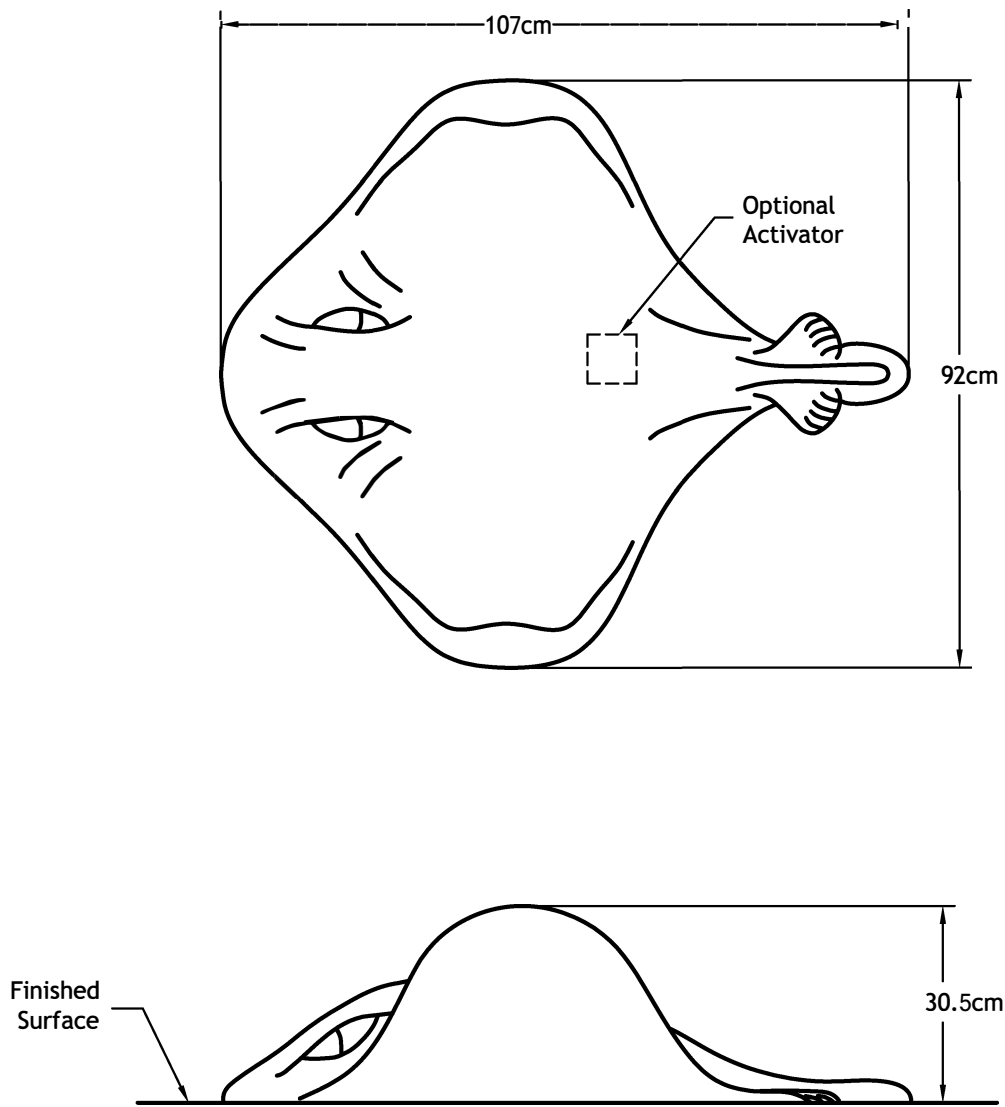 107cm
Optional
Activator
92cm
Finished
Surface
30.5cm